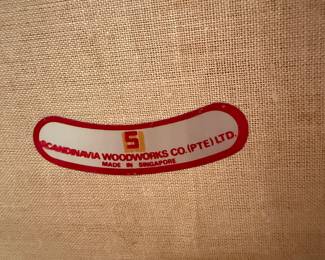 S
SCANDINAVIA WOODWORKS CO.(PTE) LTD.
MADE IN SINGAPORE